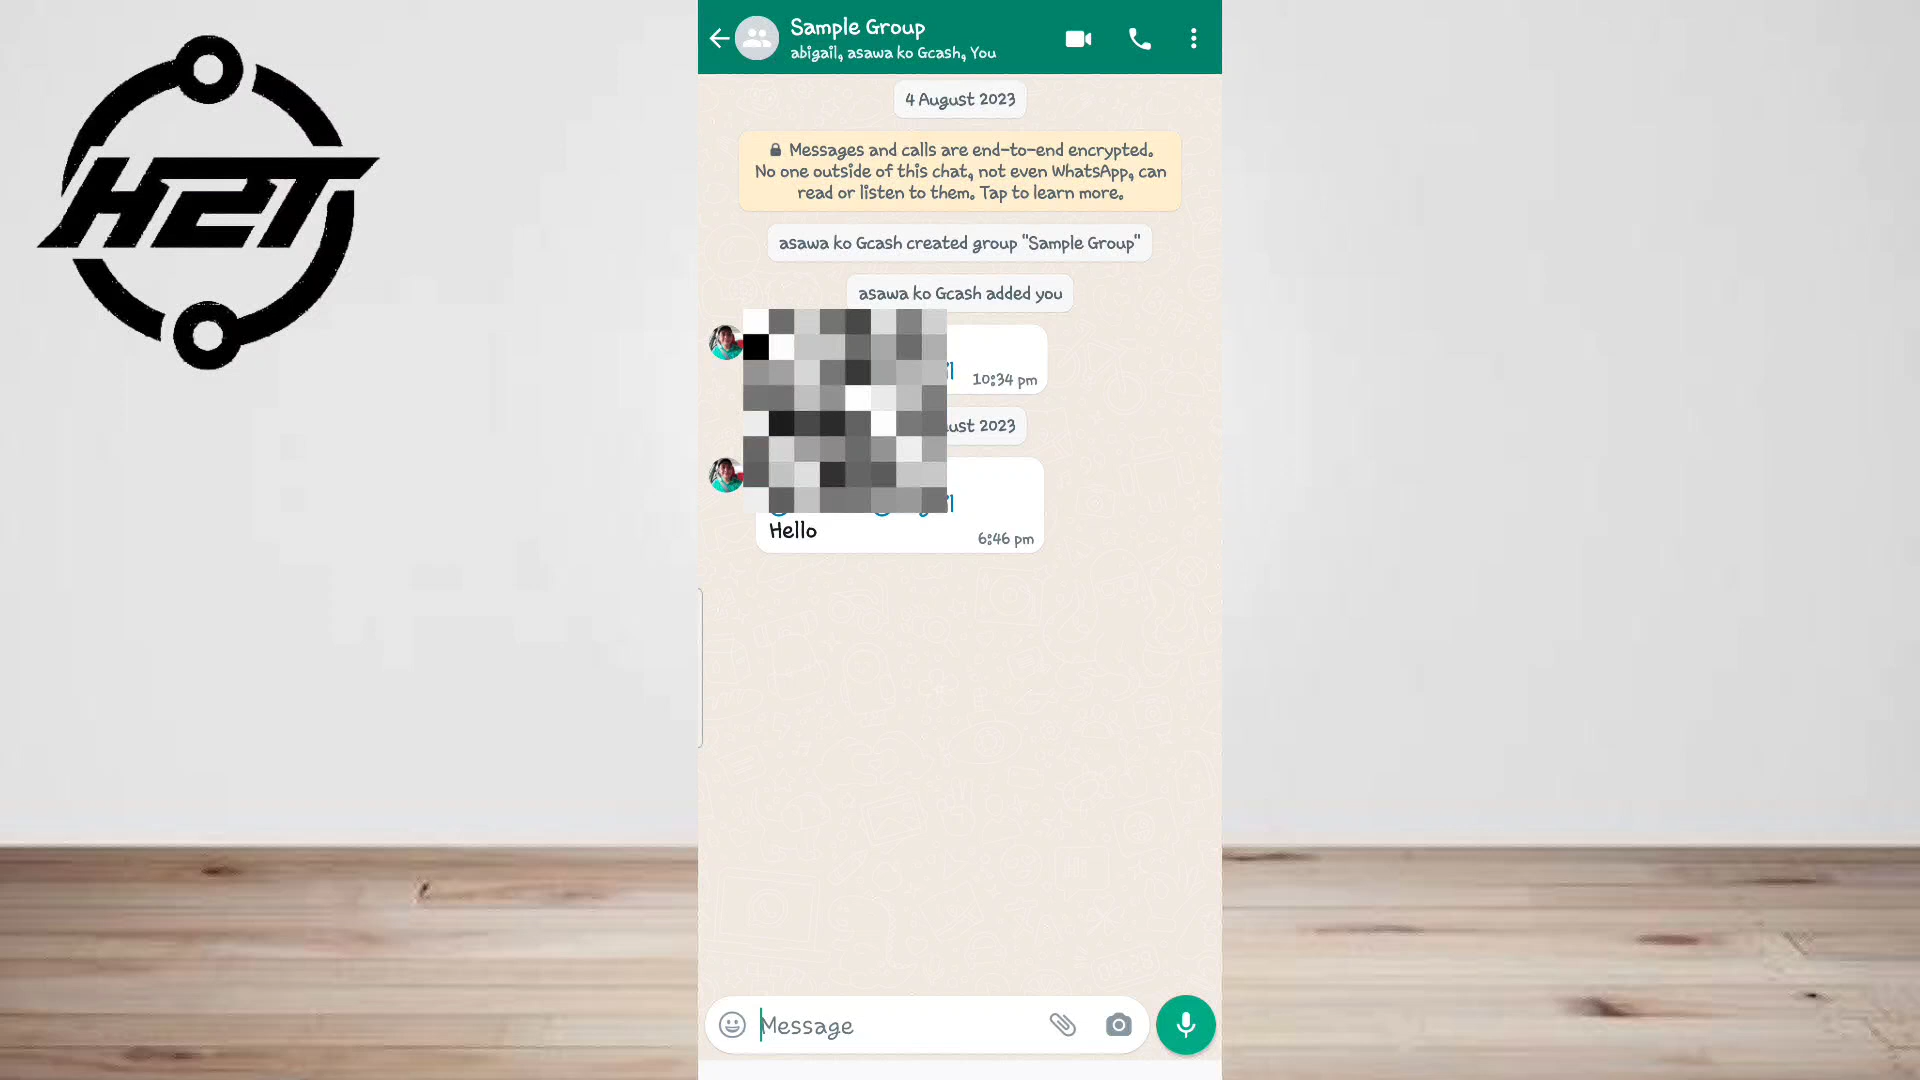 H2T
Sample Group
abigail, asawa ko Gcash, You
4 August 2023
Messages and calls are end-to-end encrypted.
No one outside of this chat, not even WhatsApp, can
read or listen to them. Tap to learn more.
asawa ko Gcash created group "Sample Group"
asawa ko Gcash added you
10:34 pm
2023
Hello
6:46 pm
Message